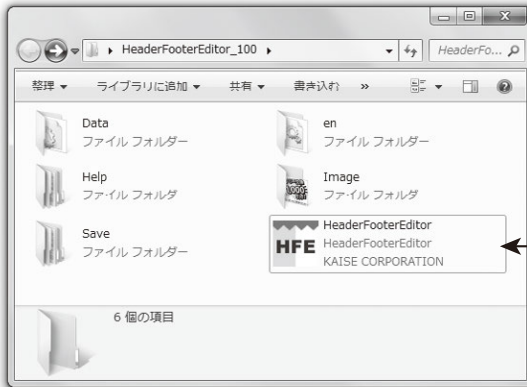 HeaderFooterEditor_100
HeaderFo...
整理 ライブラリに追加 共有 書き込む »
Data
ファイル フォルダー
en
ファイル フォルダー
Help
ファイル フォルダ
Image
ファイル フォルダ
Save
ファイル フォルダー
HFE
HeaderFooterEditor
HeaderFooterEditor
KAISE CORPORATION
6 個の項目